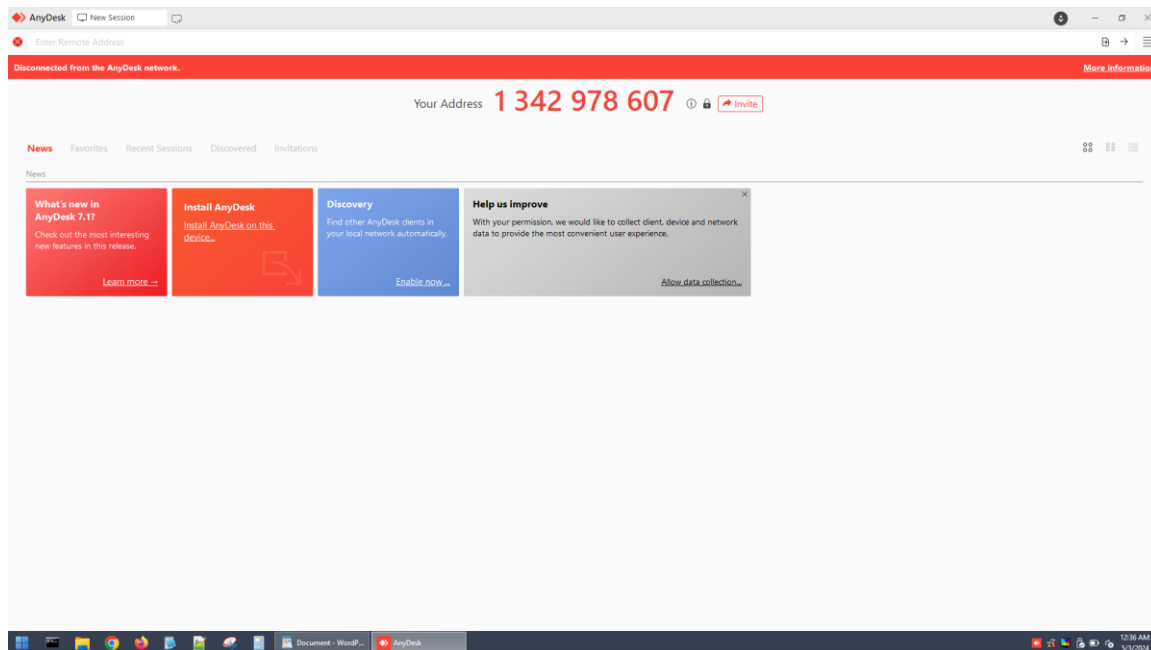 AnyDesk New Session
Enter Remote Address
Disconnected from the AnyDesk network. More informatio
Your Address 1 342 978 607 Invite
News Favorites Recent Sessions Discovered Invitations
News
What's new in
AnyDesk 7.1?
Check out the most interesting
new features in this release.
Learn more →
Install AnyDesk
Install AnyDesk on this
device...
Discovery
Find other AnyDesk clients in
your local network automatically.
Enable now ...
Help us improve
With your permission, we would like to collect client, device and network
data to provide the most convenient user experience.
Allow data collection...
Document - WordP... AnyDesk
12:36 AM
5/3/2024